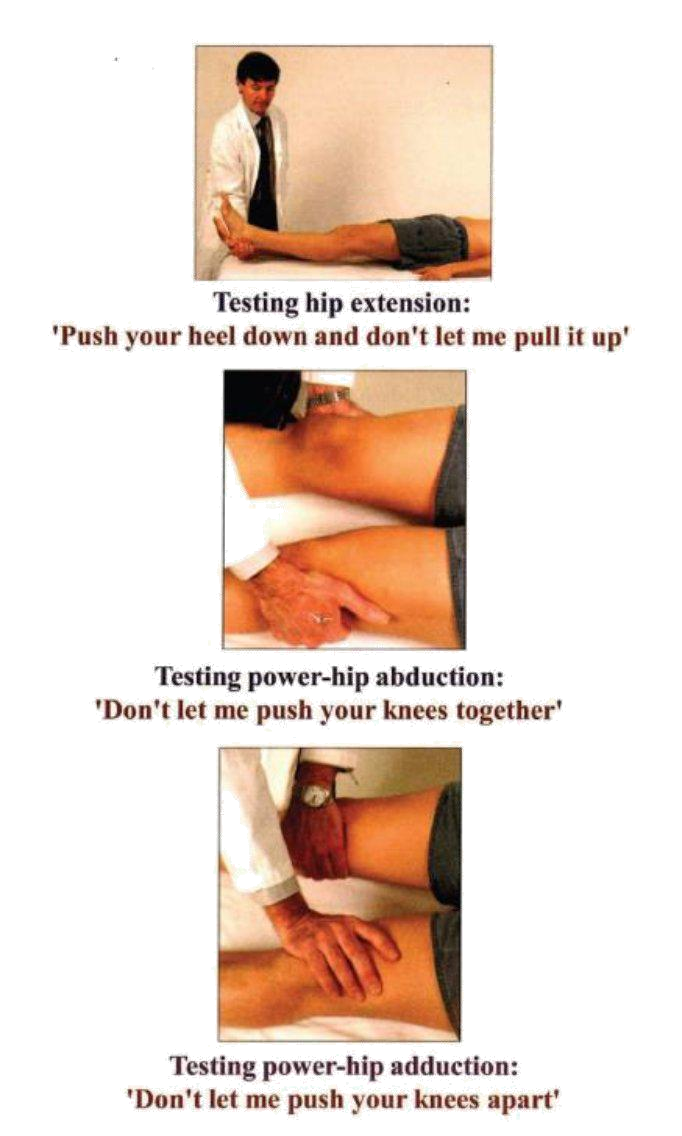 Testing hip extension:
'Push your heel down and don't let me pull it up'
Testing power-hip abduction:
'Don't let me push your knees together'
Testing power-hip adduction:
'Don't let me push your knees apart'